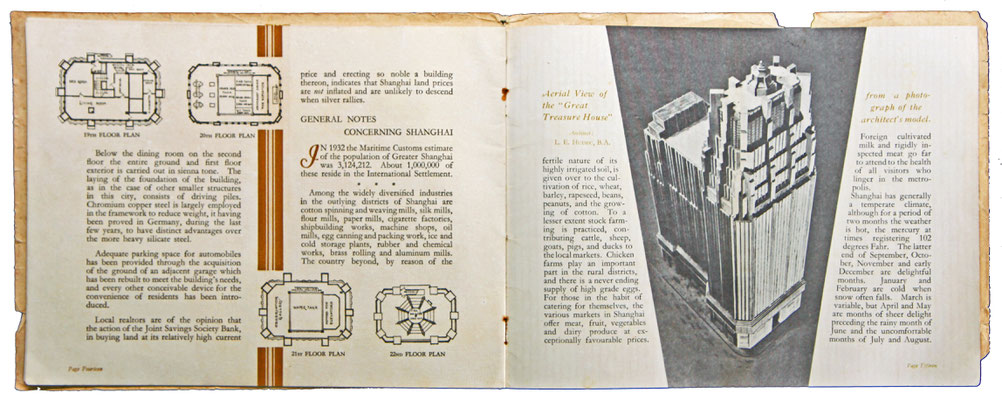 19TH FLOOR PLAN
20TH FLOOR PLAN
Below the dining room on the second
floor the entire ground and first floor
exterior is carried out in sienna tone. The
laying of the foundation of the building,
as in the case of other smaller structures
in this city, consists of driving piles.
Chromium copper steel is largely employed
in the framework to reduce weight, it having
been proved in Germany, during the last
few years, to have distinct advantages over
the more heavy silicate steel.
Adequate parking space for automobiles
has been provided through the acquisition
of the ground of an adjacent garage which
has been rebuilt to meet the building's needs,
and every other conceivable device for the
convenience of residents has been intro-
duced.
Local realtors are of the opinion that
the action of the Joint Savings Society Bank,
in buying land at its relatively high current
Page Fourteen
price and erecting so noble a building
thereon, indicates that Shanghai land prices
are not inflated and are unlikely to descend
when silver rallies.
GENERAL NOTES
CONCERNING SHANGHAI
IN 1932 the Maritime Customs estimate
of the population of Greater Shanghai
was 3,124,212. About 1,000,000 of
these reside in the International Settlement.
* * *
Among the widely diversified industries
in the outlying districts of Shanghai are
cotton spinning and weaving mills, silk mills,
flour mills, paper mills, cigarette factories,
shipbuilding works, machine shops, oil
mills, egg canning and packing work, ice and
cold storage plants, rubber and chemical
works, brass rolling and aluminum mills.
The country beyond, by reason of the
21ST FLOOR PLAN
22ND FLOOR PLAN
Aerial View of
the "Great
Treasure House"
L. E. B.A.
fertile nature of its
highly irrigated soil, is
given over to the cul-
tivation of rice, wheat,
barley, rapeseed, beans,
peanuts, and the grow-
ing of cotton. To a
lesser extent stock farm-
ing is practiced, con-
tributing cattle, sheep,
goats, pigs, and ducks to
the local markets. Chicken
farms play an important
part in the rural districts,
and there is a never ending
supply of high grade eggs.
For those in the habit of
catering for themselves, the
various markets in Shanghai
offer meat, fruit, vegetables
and dairy produce at ex-
ceptionally favourable prices.
from a photo-
graph of the
architect's model.
Foreign cultivated
milk and rigidly in-
spected meat go far
to attend to the health
of all visitors who
linger in the metro-
polis.
Shanghai has generally
a temperate climate,
although for a period of
two months the weather
is hot, the mercury at
times registering 102
degrees Fahr. The latter
end of September, Octo-
ber, November and early
December are delightful
months. January and
February are cold when
snow often falls. March is
variable, but April and May
are months of sheer delight
preceding the rainy month of
June and the uncomfortable
months of July and August.
Page Fifteen